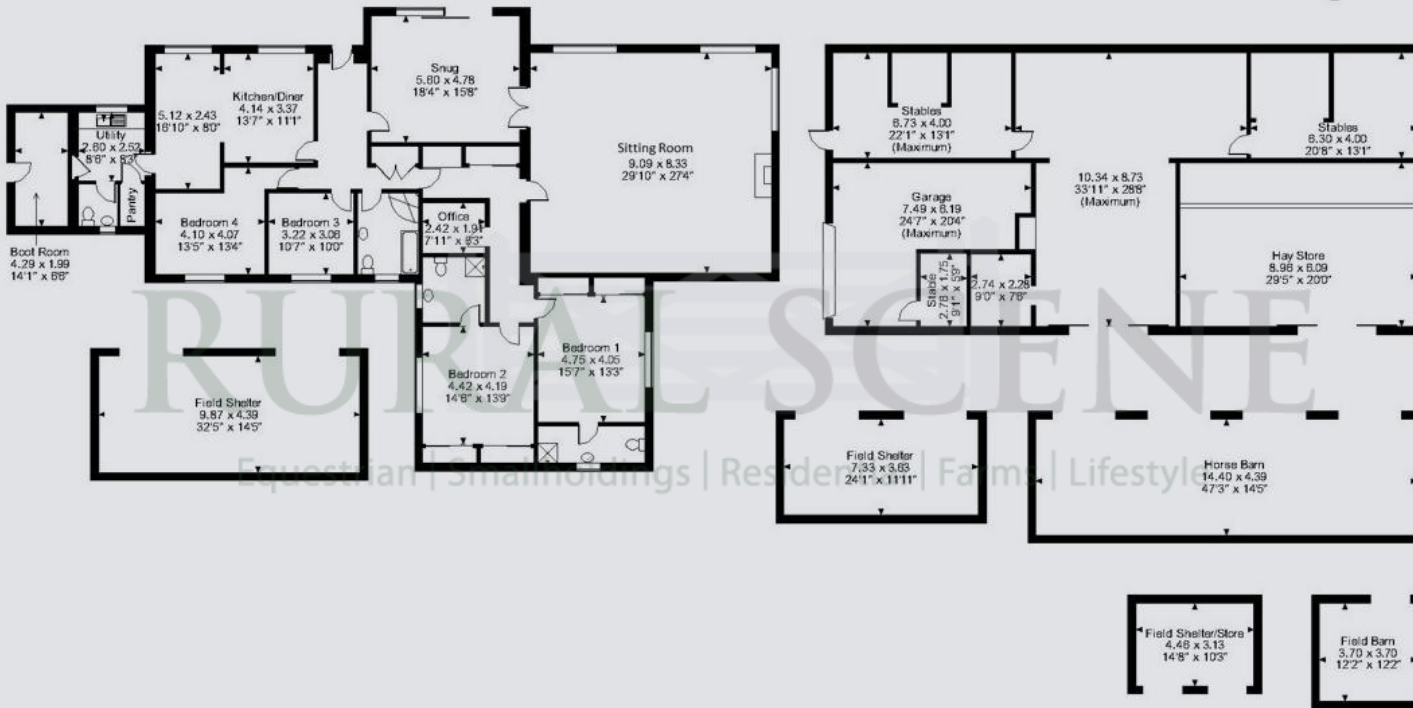 Snug
5.60 x 4.78
18'4" x 15'8"
Kitchen/Diner
4.14 x 3.37
13'7" x 11'1"
5.12 x 2.43
16'10" x 8'0"
Utility
2.60 x 2.52
8'6" x 8'3"
Pantry
Boot Room
4.29 x 1.99
14'1" x 6'6"
Bedroom 4
4.10 x 4.07
13'5" x 13'4"
Bedroom 3
3.22 x 3.06
10'7" x 10'0"
Office
2.42 x 1.91
7'11" x 6'3"
Sitting Room
9.09 x 8.33
29'10" x 27'4"
Bedroom 1
4.75 x 4.05
15'7" x 13'3"
Bedroom 2
4.42 x 4.19
14'6" x 13'9"
Field Shelter
9.87 x 4.39
32'5" x 14'5"
Stables
6.73 x 4.00
22'1" x 13'1"
(Maximum)
Stables
6.30 x 4.00
20'8" x 13'1"
10.34 x 8.73
33'11" x 28'8"
(Maximum)
Garage
7.49 x 6.19
24'7" x 20'4"
(Maximum)
Stable
2.78 x 1.75
9'1" x 5'9"
2.74 x 2.28
9'0" x 7'6"
Hay Store
8.96 x 6.09
29'5" x 20'0"
RURAL SCENE
Equestrian | Smallholdings | Residential | Farms | Lifestyle
Field Shelter
7.33 x 3.63
24'1" x 11'11"
Horse Barn
14.40 x 4.39
47'3" x 14'5"
Field Shelter/Store
4.46 x 3.13
14'8" x 10'3"
Field Barn
3.70 x 3.70
12'2" x 12'2"